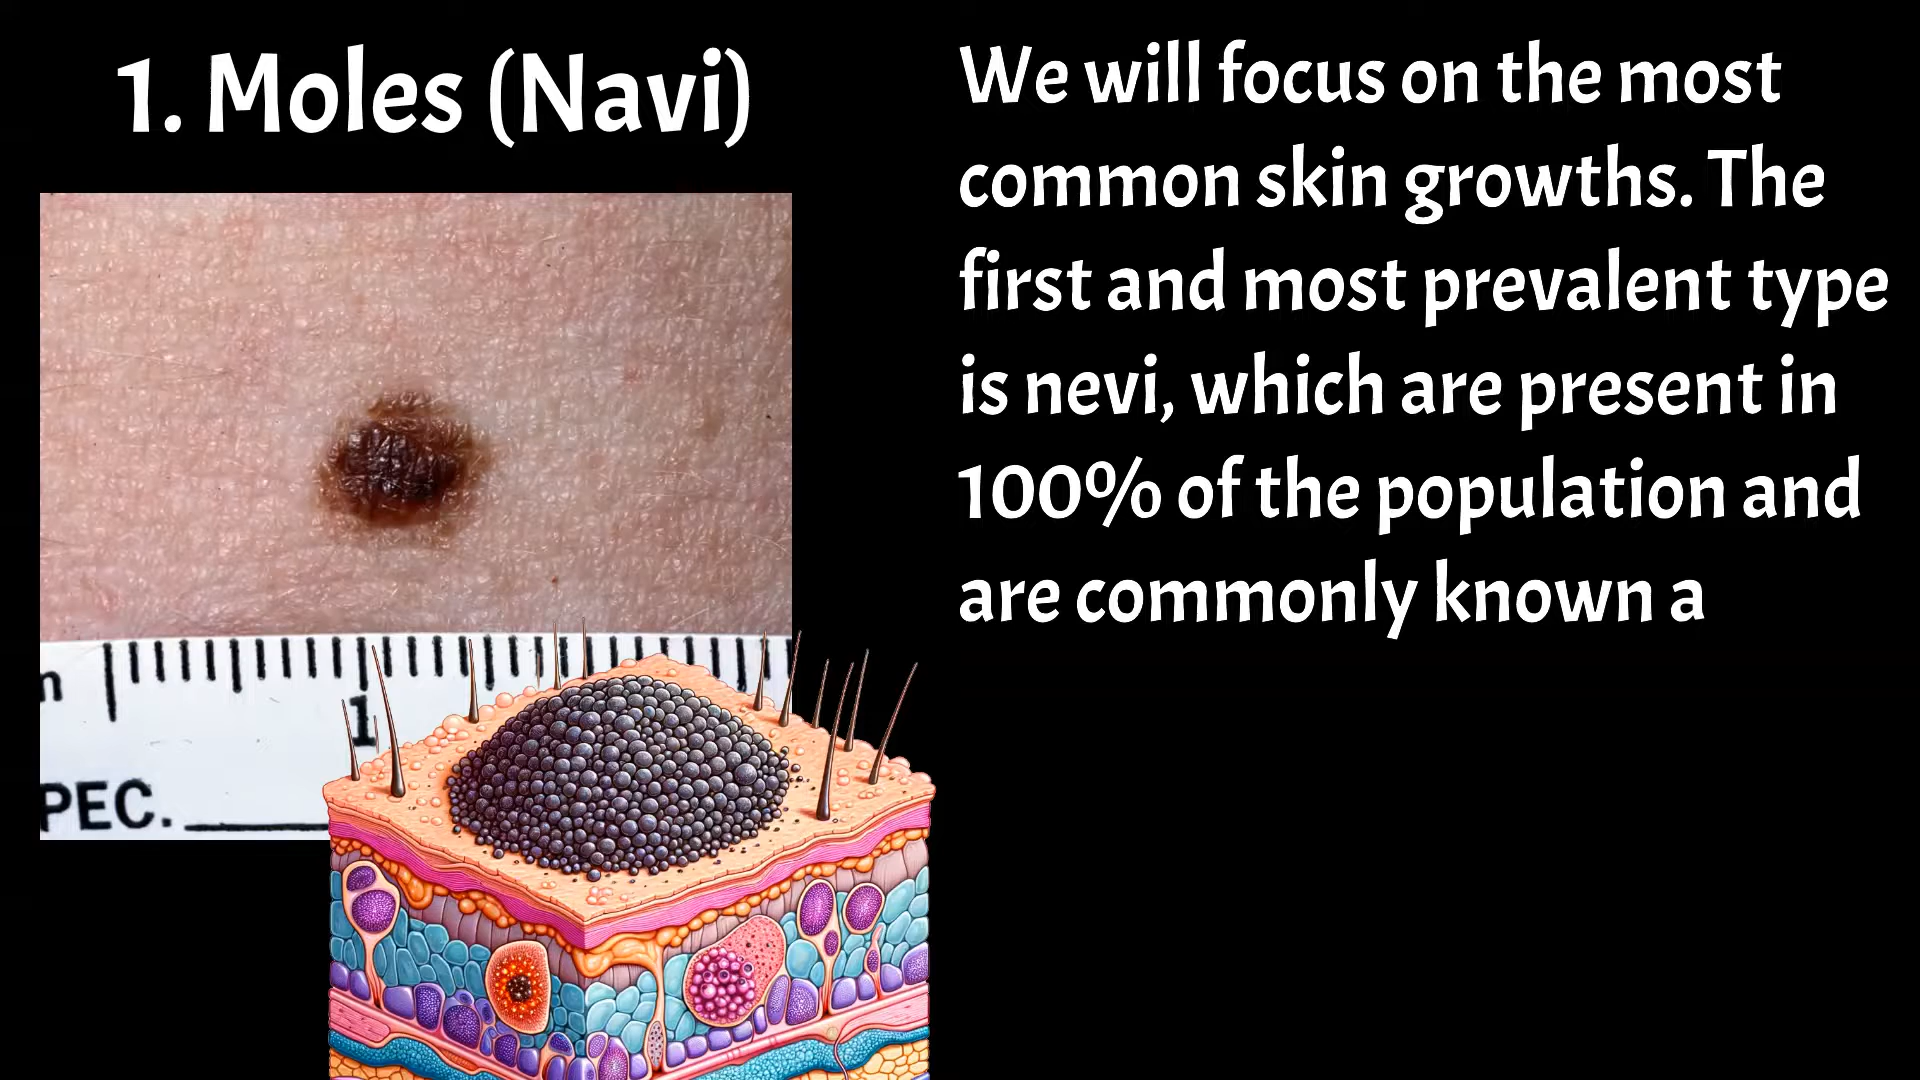 1. Moles (Navi)
We will focus on the most
common skin growths. The
first and most prevalent type
is nevi, which are present in
100% of the population and
are commonly known a
1
PEC.